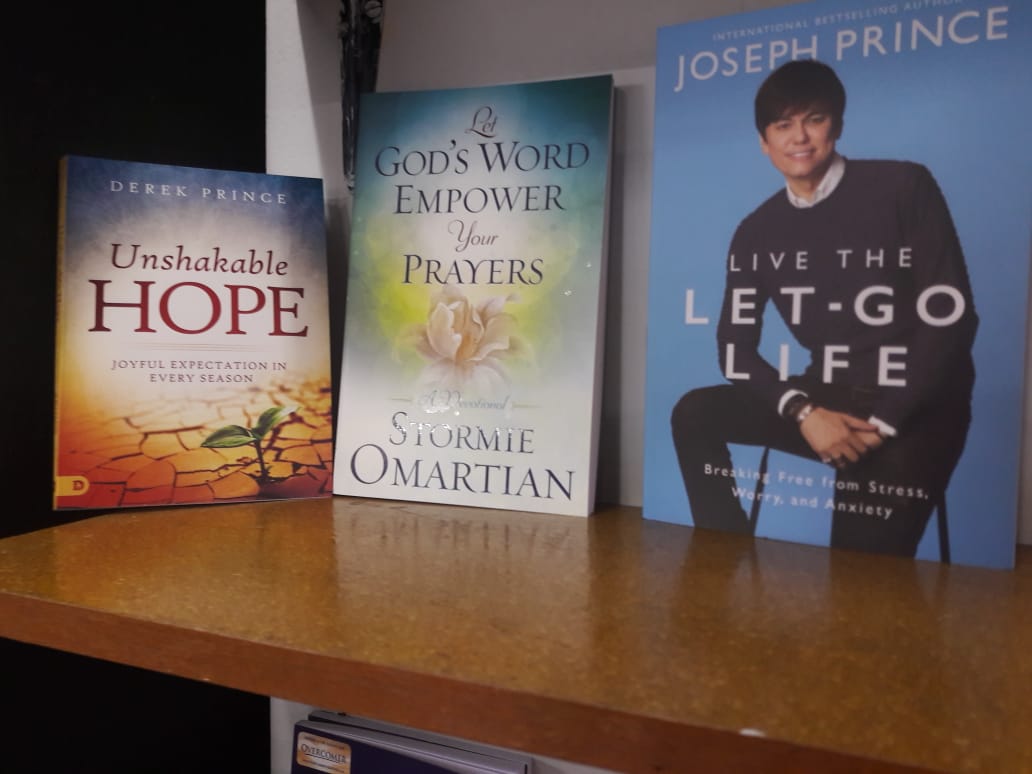 DEREK PRINCE
Unshakable
HOPE
JOYFUL EXPECTATION IN
EVERY SEASON
D
Let
GOD'S WORD
EMPOWER
Your
PRAYERS
A Devotional
STORMIE
OMARTIAN
INTERNATIONAL BESTSELLING AUTHOR
JOSEPH PRINCE
LIVE THE
LET-GO
LIFE
Breaking Free from Stress,
Worry, and Anxiety
OVERCOMER